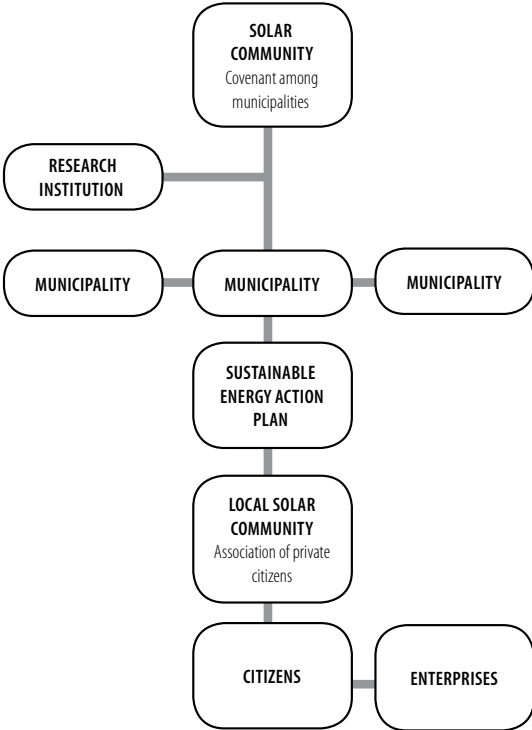 SOLAR
COMMUNITY
Covenant among
municipalities
RESEARCH
INSTITUTION
MUNICIPALITY
MUNICIPALITY
MUNICIPALITY
SUSTAINABLE
ENERGY ACTION
PLAN
LOCAL SOLAR
COMMUNITY
Association of private
citizens
CITIZENS
ENTERPRISES